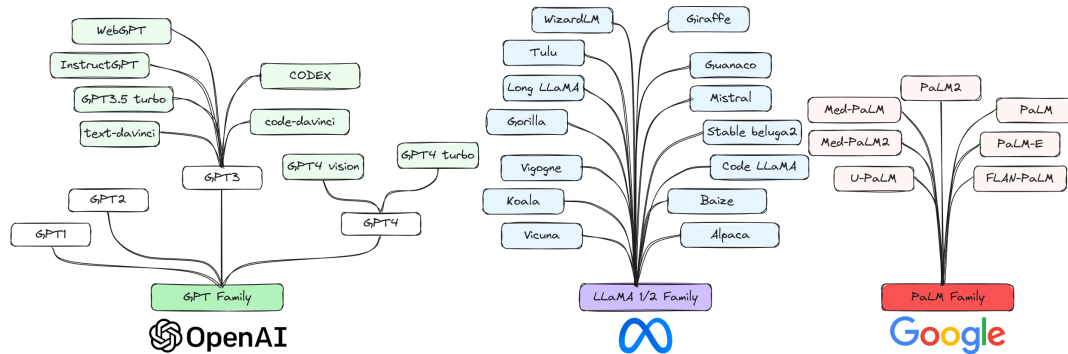 WebGPT
InstructGPT
GPT3.5 turbo
text-davinci
CODEX
code-davinci
GPT3
GPT4 vision
GPT4 turbo
GPT4
GPT2
GPT1
GPT Family
OpenAI
WizardLM
Tulu
Long LLaMA
Gorilla
Vigogne
Koala
Vicuna
Giraffe
Guanaco
Mistral
Stable beluga2
Code LLaMA
Baize
Alpaca
LLaMA 1/2 Family
PaLM2
Med-PaLM
Med-PaLM2
U-PaLM
PaLM
PaLM-E
FLAN-PaLM
PaLM Family
Google